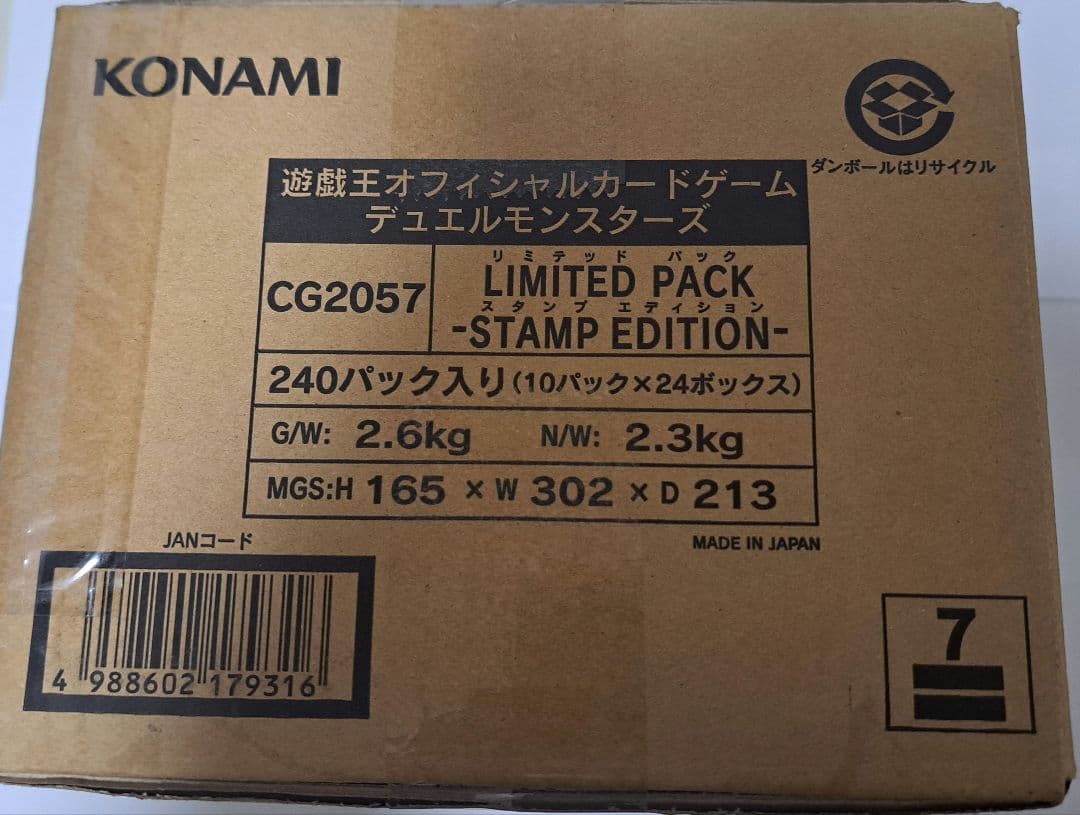 KONAMI
ダンボールはリサイクル
遊戯王オフィシャルカードゲーム
デュエルモンスターズ
CG2057
リミテッド パック
LIMITED PACK
スタンプ エディション
-STAMP EDITION-
240パック入り(10パック×24ボックス)
G/W: 2.6kg N/W: 2.3kg
MGS:H 165 × W 302 × D 213
JANコード
MADE IN JAPAN
4 988602 179316
7